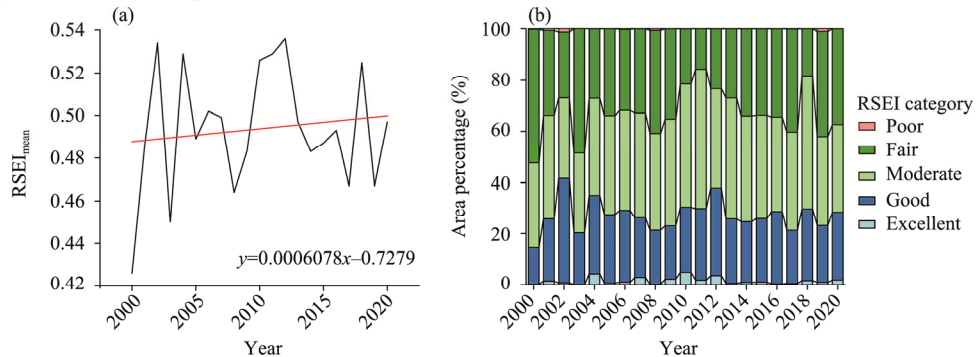 (a)
0.54
0.52
0.50
0.48
0.46
0.44
0.42
RSEImean
y=0.0006078x–0.7279
2000
2005
2010
2015
2020
Year
(b)
100
80
60
40
20
0
Area percentage (%)
2000
2002
2004
2006
2008
2010
2012
2014
2016
2018
2020
Year
RSEI category
Poor
Fair
Moderate
Good
Excellent